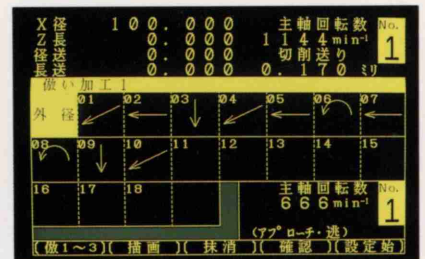 X径 100.000 主軸回転数 No.
Z長 0.000 1144min⁻¹ 1
径送 0.000 切削送り
長送 0.000 0.170 ミリ
倣い加工1
外径 01 02 03 04 05 06 07
08 09 10 11 12 13 14 15
16 17 18 主軸回転数 No.
666min⁻¹ 1
(アプローチ・逃)
(倣1~3)( 描画 )( 抹消 )( 確認 )(設定始)